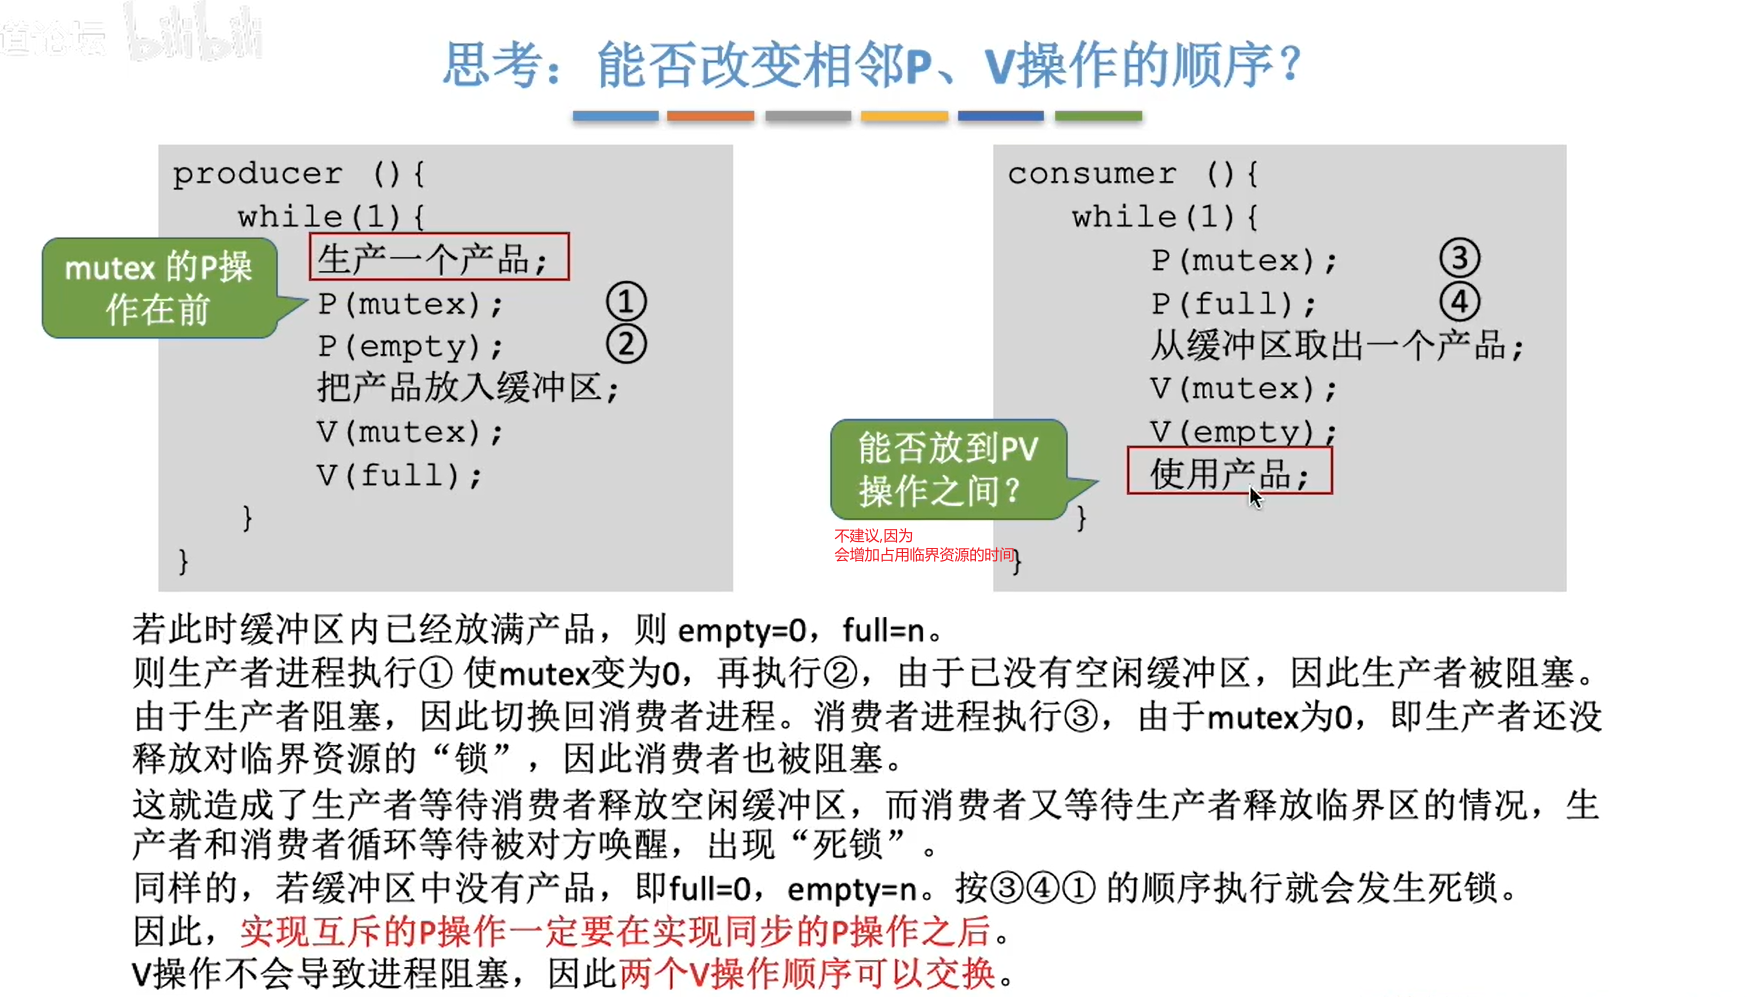 道论坛 bilibili
思考：能否改变相邻P、V操作的顺序？
producer (){
while(1){
生产一个产品;
P(mutex); ①
P(empty); ②
把产品放入缓冲区;
V(mutex);
V(full);
}
}
mutex 的P操
作在前
consumer (){
while(1){
P(mutex); ③
P(full); ④
从缓冲区取出一个产品;
V(mutex);
V(empty);
使用产品;
}
}
能否放到PV
操作之间？
不建议,因为
会增加占用临界资源的时间
若此时缓冲区内已经放满产品，则 empty=0，full=n。
则生产者进程执行① 使mutex变为0，再执行②，由于已没有空闲缓冲区，因此生产者被阻塞。
由于生产者阻塞，因此切换回消费者进程。消费者进程执行③，由于mutex为0，即生产者还没
释放对临界资源的“锁”，因此消费者也被阻塞。
这就造成了生产者等待消费者释放空闲缓冲区，而消费者又等待生产者释放临界区的情况，生
产者和消费者循环等待被对方唤醒，出现“死锁”。
同样的，若缓冲区中没有产品，即full=0，empty=n。按③④① 的顺序执行就会发生死锁。
因此，实现互斥的P操作一定要在实现同步的P操作之后。
V操作不会导致进程阻塞，因此两个V操作顺序可以交换。